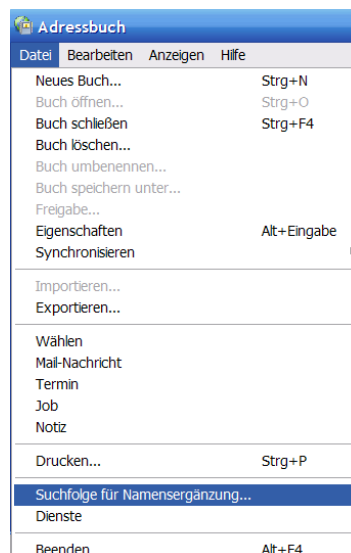 Adressbuch
Datei Bearbeiten Anzeigen Hilfe
Neues Buch... Strg+N
Buch öffnen... Strg+O
Buch schließen Strg+F4
Buch löschen...
Buch umbenennen...
Buch speichern unter...
Freigabe...
Eigenschaften Alt+Eingabe
Synchronisieren
Importieren...
Exportieren...
Wählen
Mail-Nachricht
Termin
Job
Notiz
Drucken... Strg+P
Suchfolge für Namensergänzung...
Dienste
Beenden Alt+F4